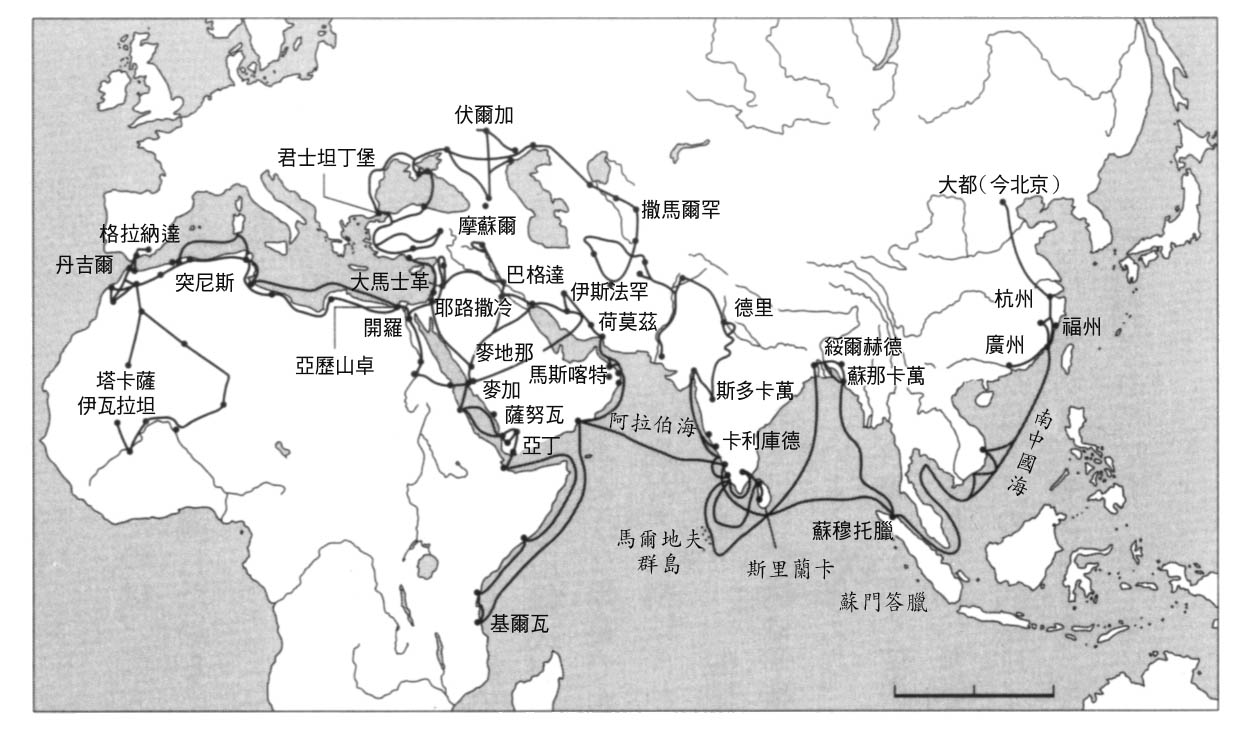 伏爾加
君士坦丁堡
大都(今北京)
撒馬爾罕
格拉納達
摩蘇爾
丹吉爾
突尼斯
大馬士革
巴格達
伊斯法罕
耶路撒冷
德里
杭州
開羅
荷莫茲
福州
亞歷山卓
麥地那
綏爾赫德
廣州
塔卡薩
麥加
馬斯喀特
蘇那卡萬
伊瓦拉坦
斯多卡萬
薩努瓦
阿拉伯海
南中國海
亞丁
卡利庫德
馬爾地夫
群島
蘇穆托臘
斯里蘭卡
蘇門答臘
基爾瓦